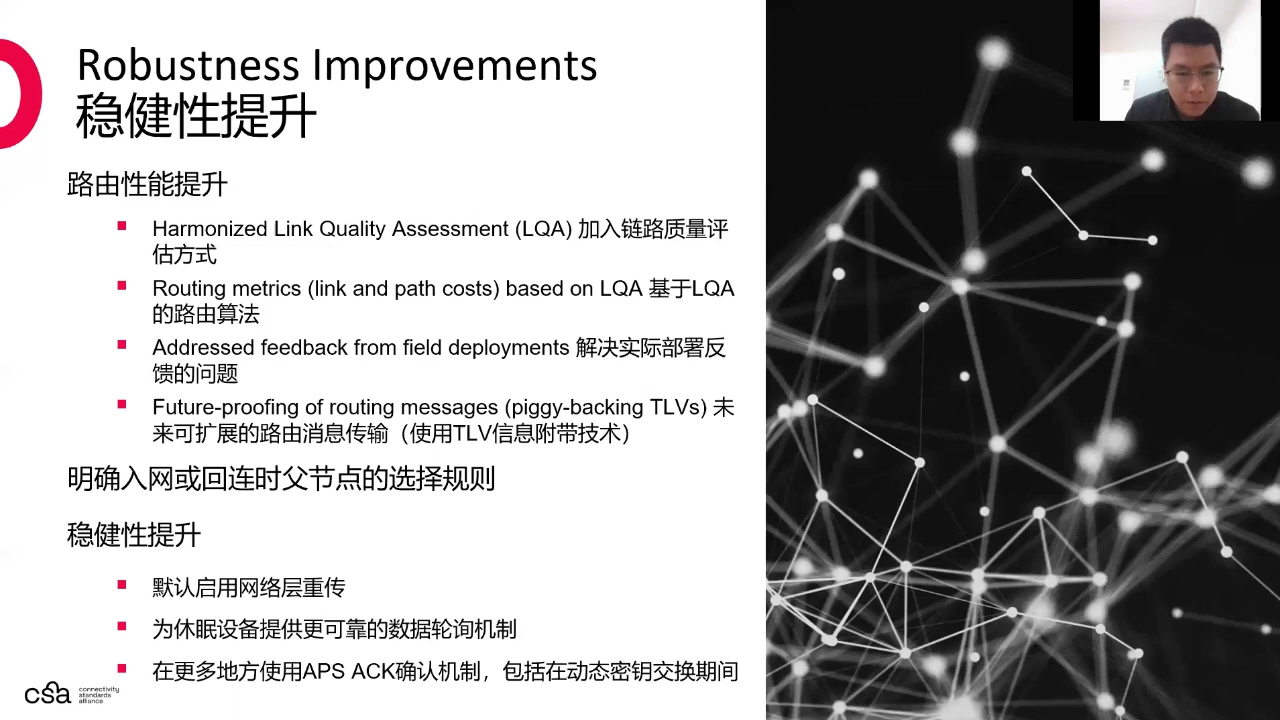 Robustness Improvements
稳健性提升
路由性能提升
Harmonized Link Quality Assessment (LQA) 加入链路质量评
估方式
Routing metrics (link and path costs) based on LQA 基于LQA
的路由算法
Addressed feedback from field deployments 解决实际部署反
馈的问题
Future-proofing of routing messages (piggy-backing TLVs) 未
来可扩展的路由消息传输（使用TLV信息附带技术）
明确入网或回连时父节点的选择规则
稳健性提升
默认启用网络层重传
为休眠设备提供更可靠的数据轮询机制
在更多地方使用APS ACK确认机制，包括在动态密钥交换期间
csa
connectivity
standards
alliance